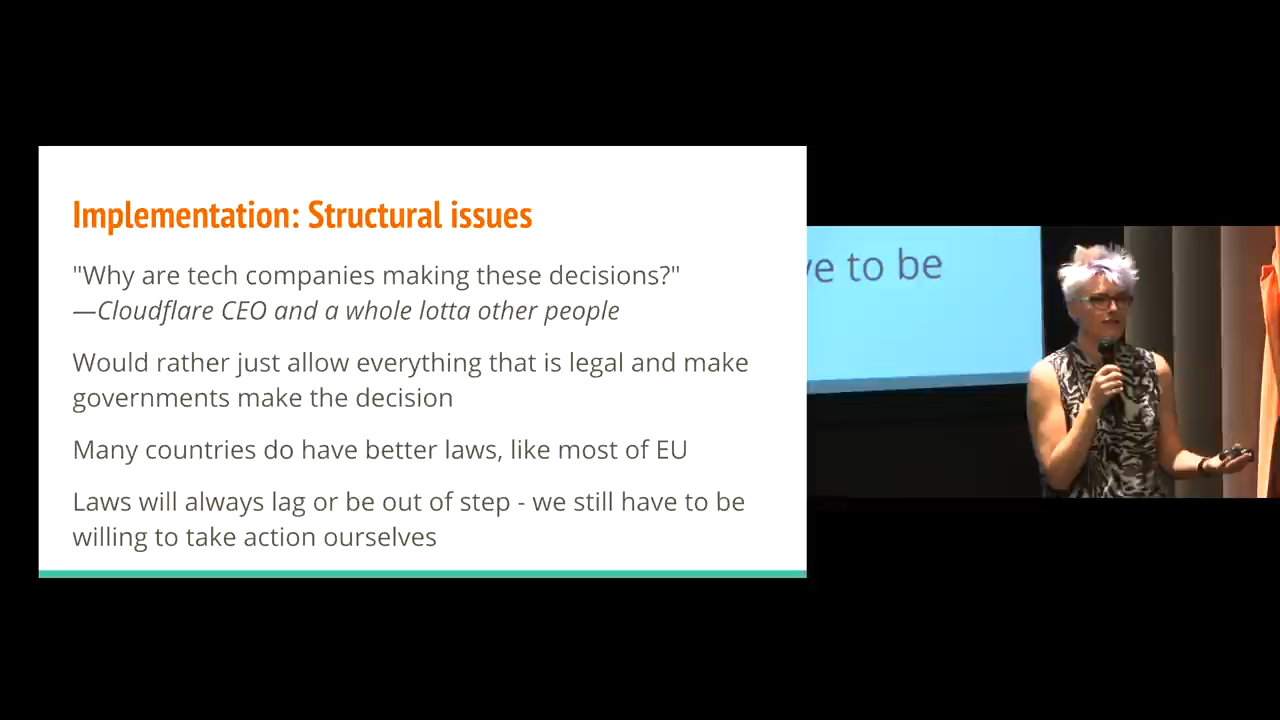 Implementation: Structural issues
"Why are tech companies making these decisions?"
—Cloudflare CEO and a whole lotta other people
Would rather just allow everything that is legal and make
governments make the decision
Many countries do have better laws, like most of EU
Laws will always lag or be out of step - we still have to be
willing to take action ourselves
ve to be